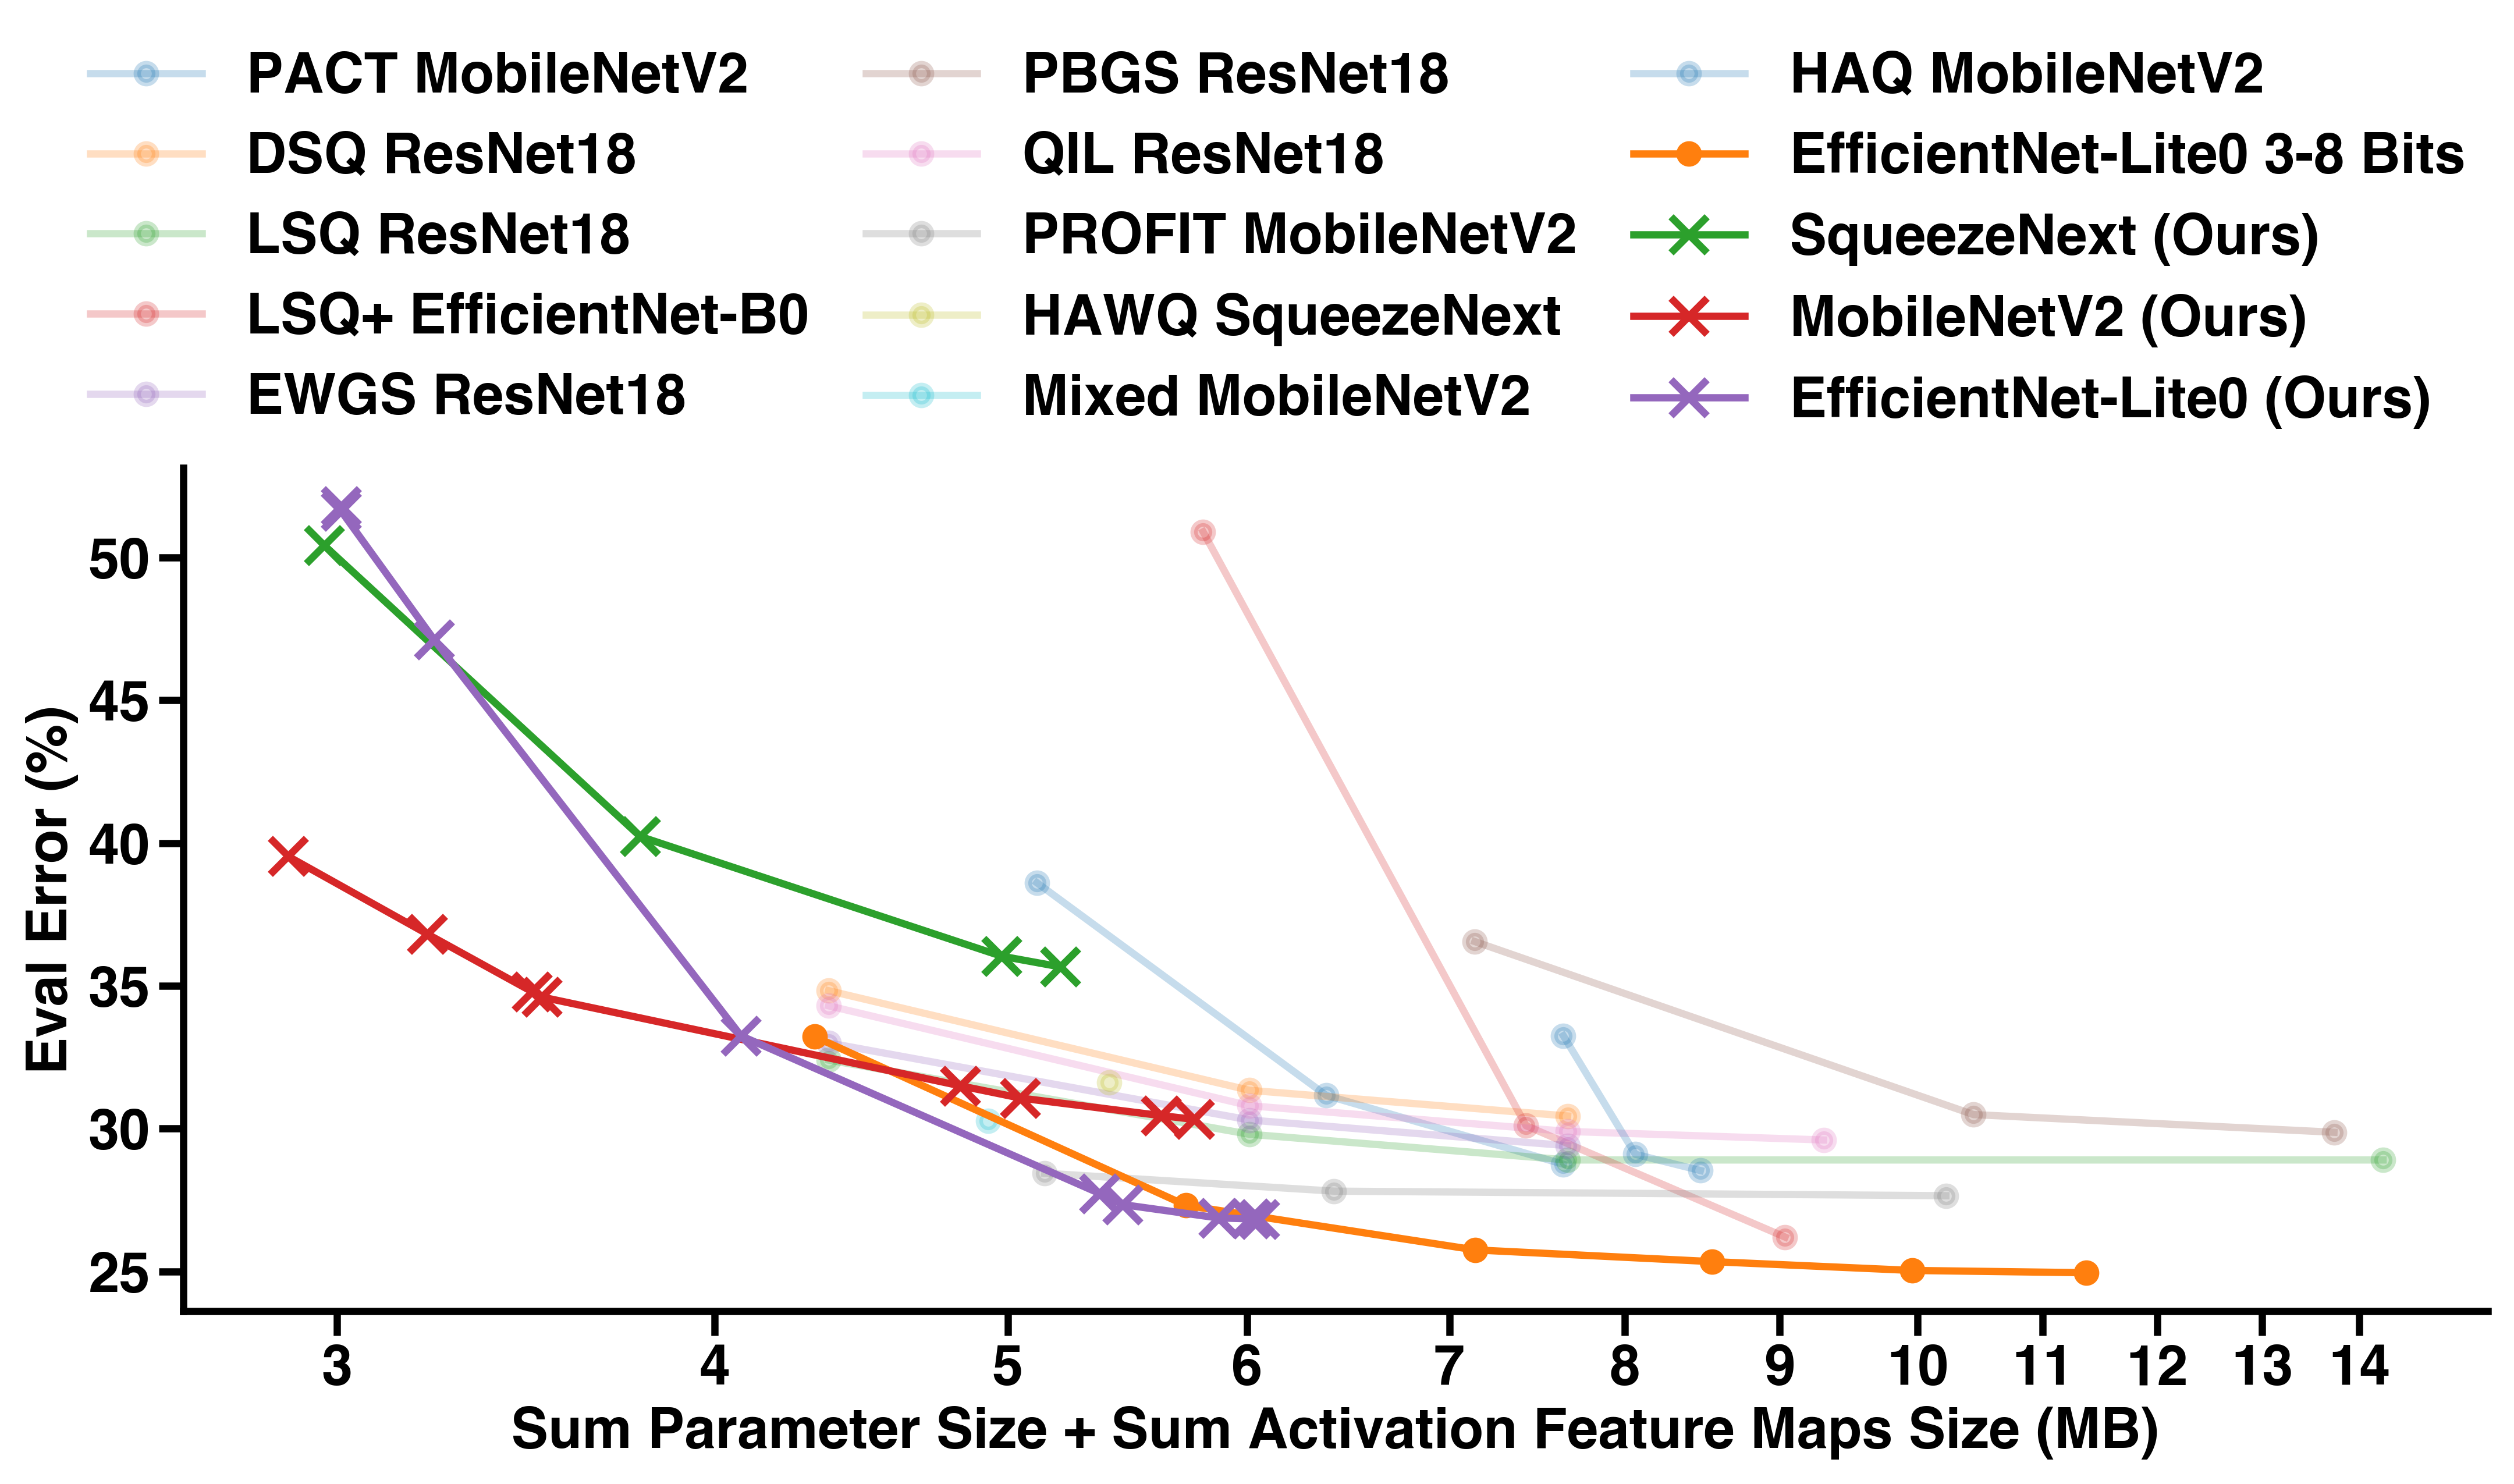 PACT MobileNetV2
DSQ ResNet18
LSQ ResNet18
LSQ+ EfficientNet-B0
EWGS ResNet18
PBGS ResNet18
QIL ResNet18
PROFIT MobileNetV2
HAWQ SqueezeNext
Mixed MobileNetV2
HAQ MobileNetV2
EfficientNet-Lite0 3-8 Bits
SqueezeNext (Ours)
MobileNetV2 (Ours)
EfficientNet-Lite0 (Ours)
Eval Error (%)
50
45
40
35
30
25
3 4 5 6 7 8 9 10 11 12 13 14
Sum Parameter Size + Sum Activation Feature Maps Size (MB)